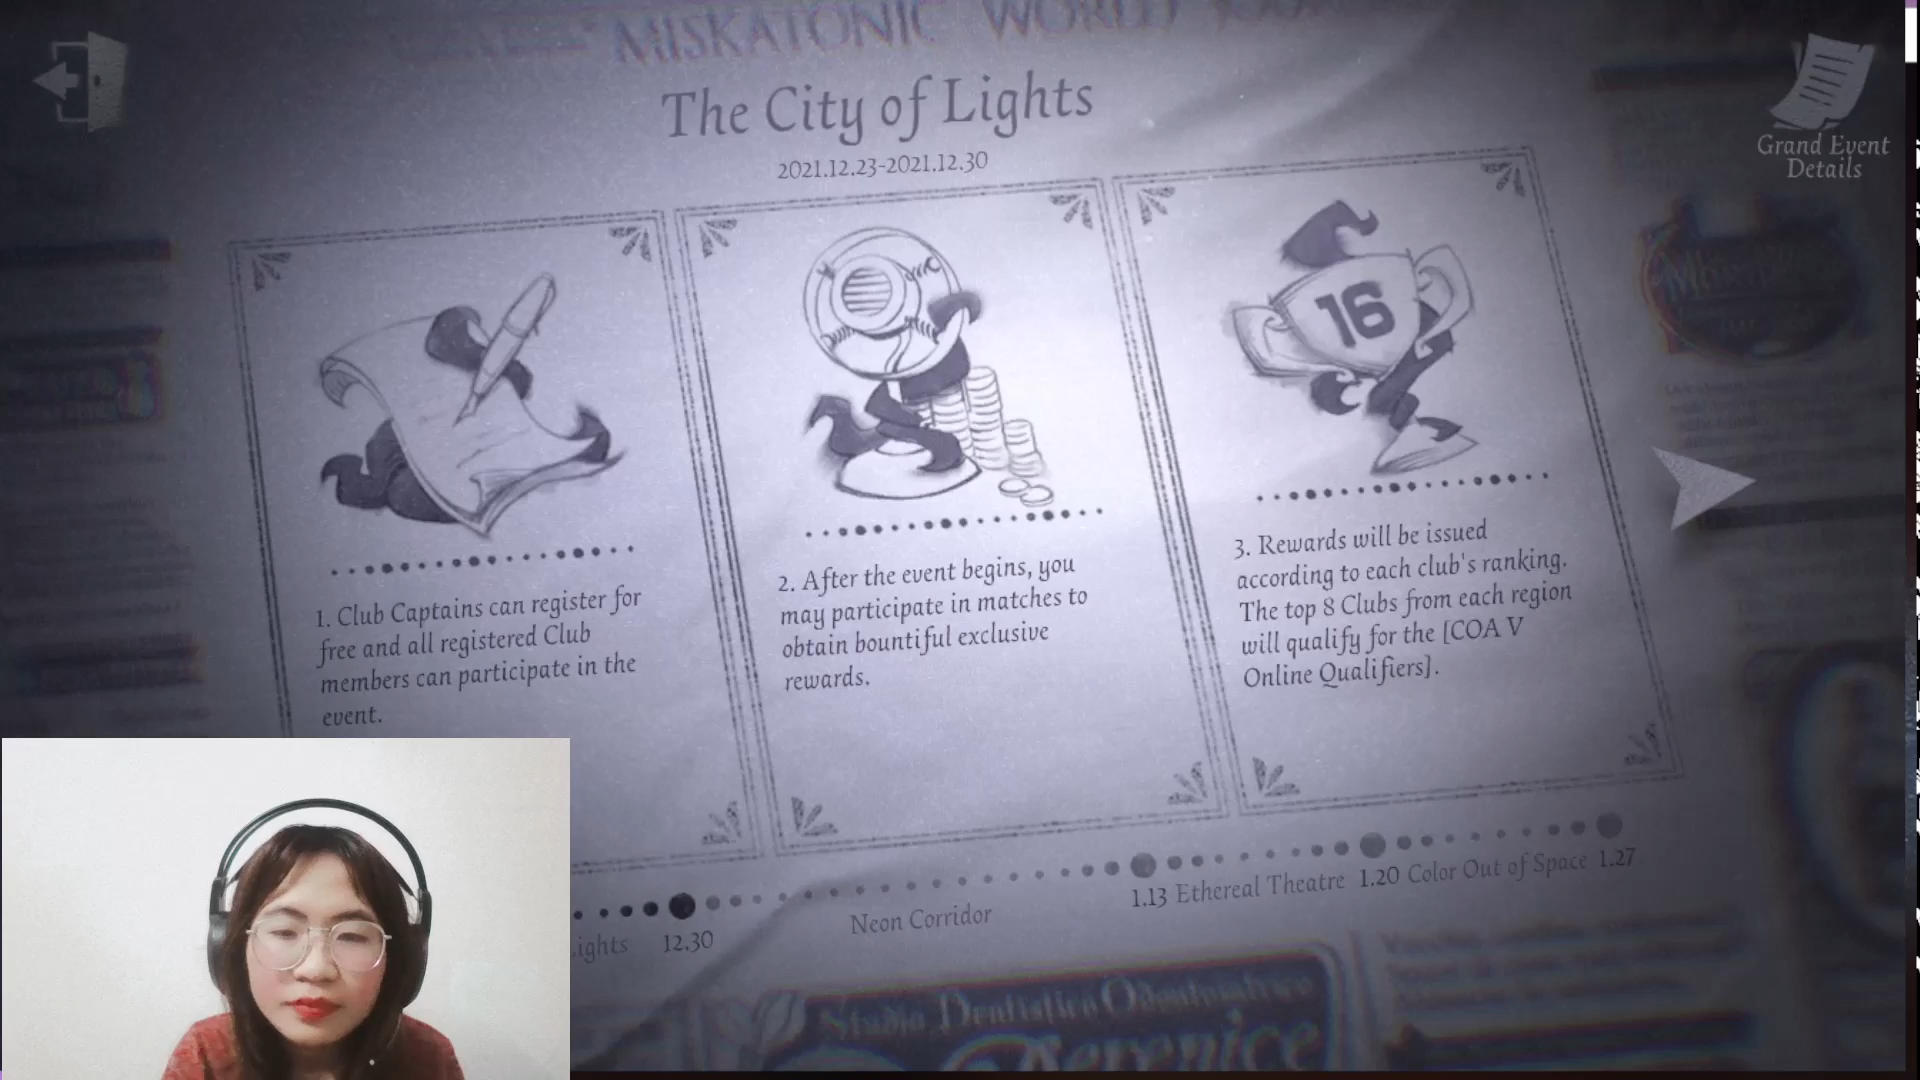 MISKATONIC WORLD
The City of Lights
2021.12.23-2021.12.30
Grand Event
Details
16
1. Club Captains can register for
free and all registered Club
members can participate in the
event.
2. After the event begins, you
may participate in matches to
obtain bountiful exclusive
rewards.
3. Rewards will be issued
according to each club's ranking.
The top 8 Clubs from each region
will qualify for the [COA V
Online Qualifiers].
ights 12.30 Neon Corridor 1.13 Ethereal Theatre 1.20 Color Out of Space 1.27
Studio Dentistico Odontoiatrico
Berenice